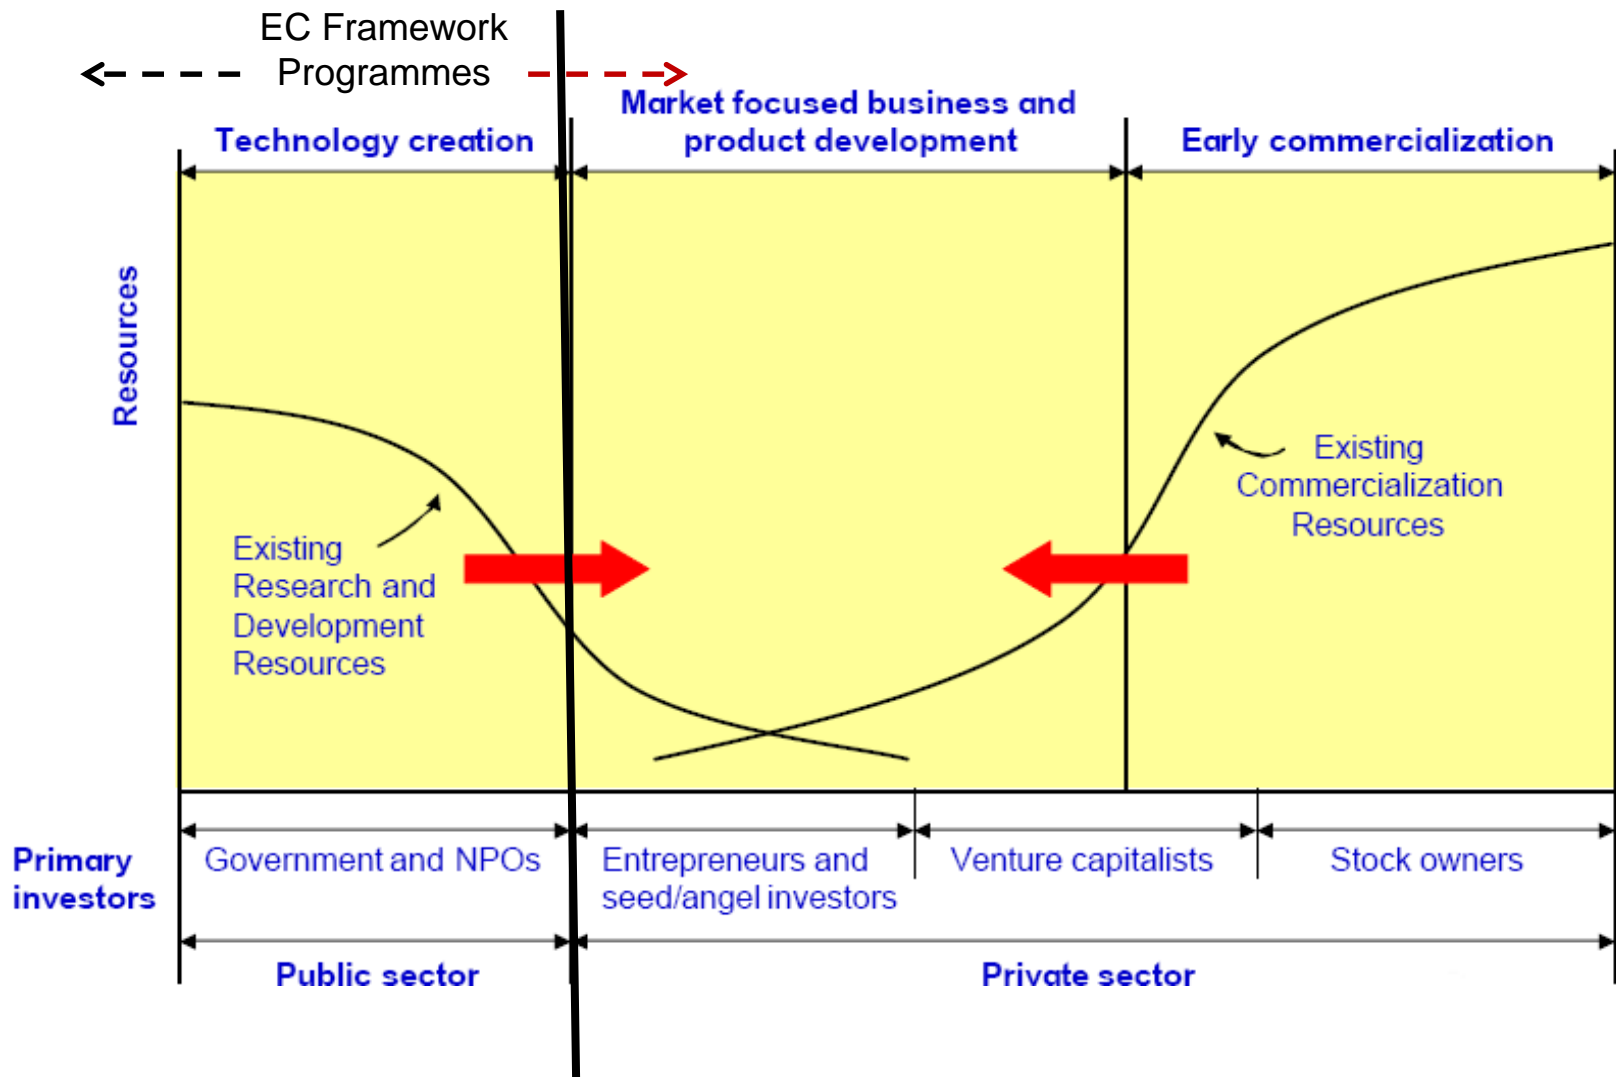 EC Framework
Programmes
Market focused business and
product development
Technology creation
Early commercialization
Resources
Existing
Commercialization
Resources
Existing
Research and
Development
Resources
Primary
investors
Government and NPOs
Entrepreneurs and
seed/angel investors
Venture capitalists
Stock owners
Public sector
Private sector